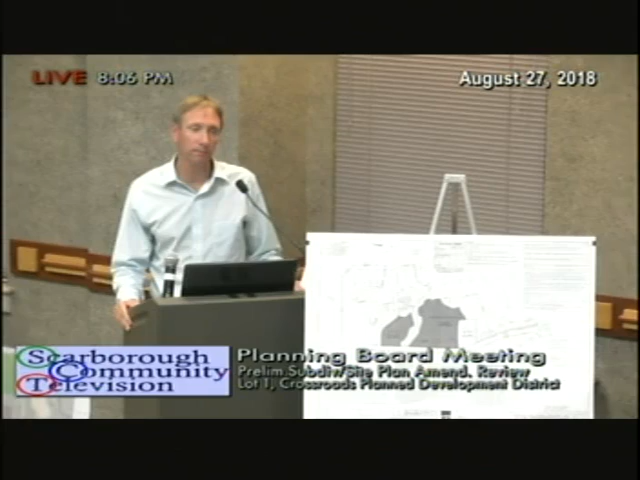 LIVE 8:06 PM
August 27, 2018
Scarborough
Community
Television
Planning Board Meeting
Prelim.Subdiv/Site Plan Amend. Review
Lot 1, Crossroads Planned Development District